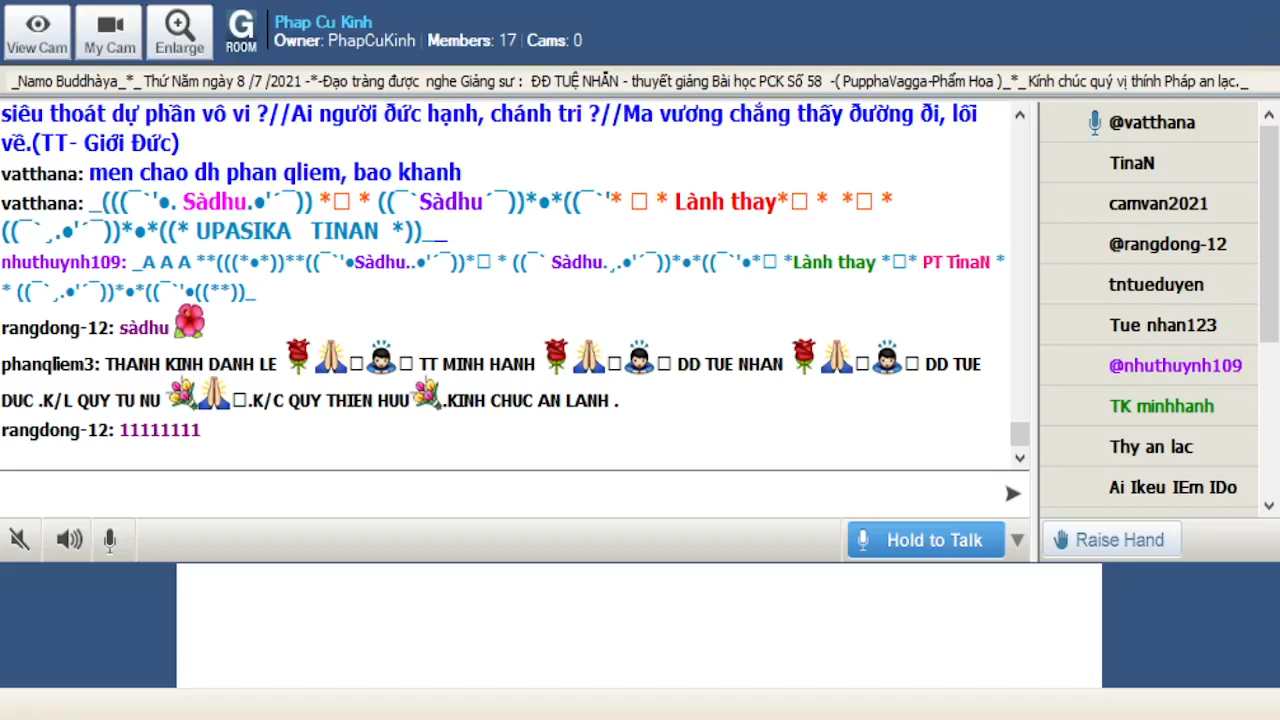 View Cam
My Cam
Enlarge
G
ROOM
Phap Cu Kinh
Owner: PhapCuKinh | Members: 17 | Cams: 0
_Namo Buddhàya_*_ Thứ Năm ngày 8 /7 /2021 -*-Đạo tràng được nghe Giảng sư : ĐĐ TUỆ NHẪN - thuyết giảng Bài học PCK Số 58 -( PupphaVagga-Phẩm Hoa )_*_Kính chúc quý vị thính Pháp an lạc._
siêu thoát dự phần vô vi ?//Ai người ðức hạnh, chánh tri ?//Ma vương chẳng thấy ðường ði, lối
về.(TT- Giới Đức)
vatthana: men chao dh phan qliem, bao khanh
vatthana: _(((¯`'●. Sàdhu.●'´¯)) *□ * ((¯`Sàdhu´¯))*●*((¯`'* □ * Lành thay*□ * *□ *
((¯`¸.●'´¯))*●*((* UPASIKA TINAN *))__
nhuthuynh109: _A A A **(((*●*))**((¯`'●Sàdhu..●'´¯))*□ * ((¯` Sàdhu.¸.●'´¯))*●*((¯`'●*□ *Lành thay *□* PT TinaN *
* ((¯`¸.●'´¯))*●*((¯`'●((**))_
rangdong-12: sàdhu🌺
phanqliem3: THANH KINH DANH LE 🌹🙏□🙇□ TT MINH HANH 🌹🙏□🙇□ DD TUE NHAN 🌹🙏□🙇□ DD TUE
DUC .K/L QUY TU NU 💐🙏□.K/C QUY THIEN HUU💐.KINH CHUC AN LANH .
rangdong-12: 11111111
@vatthana
TinaN
camvan2021
@rangdong-12
tntueduyen
Tue nhan123
@nhuthuynh109
TK minhhanh
Thy an lac
Ai Ikeu IEm IDo
Hold to Talk
Raise Hand